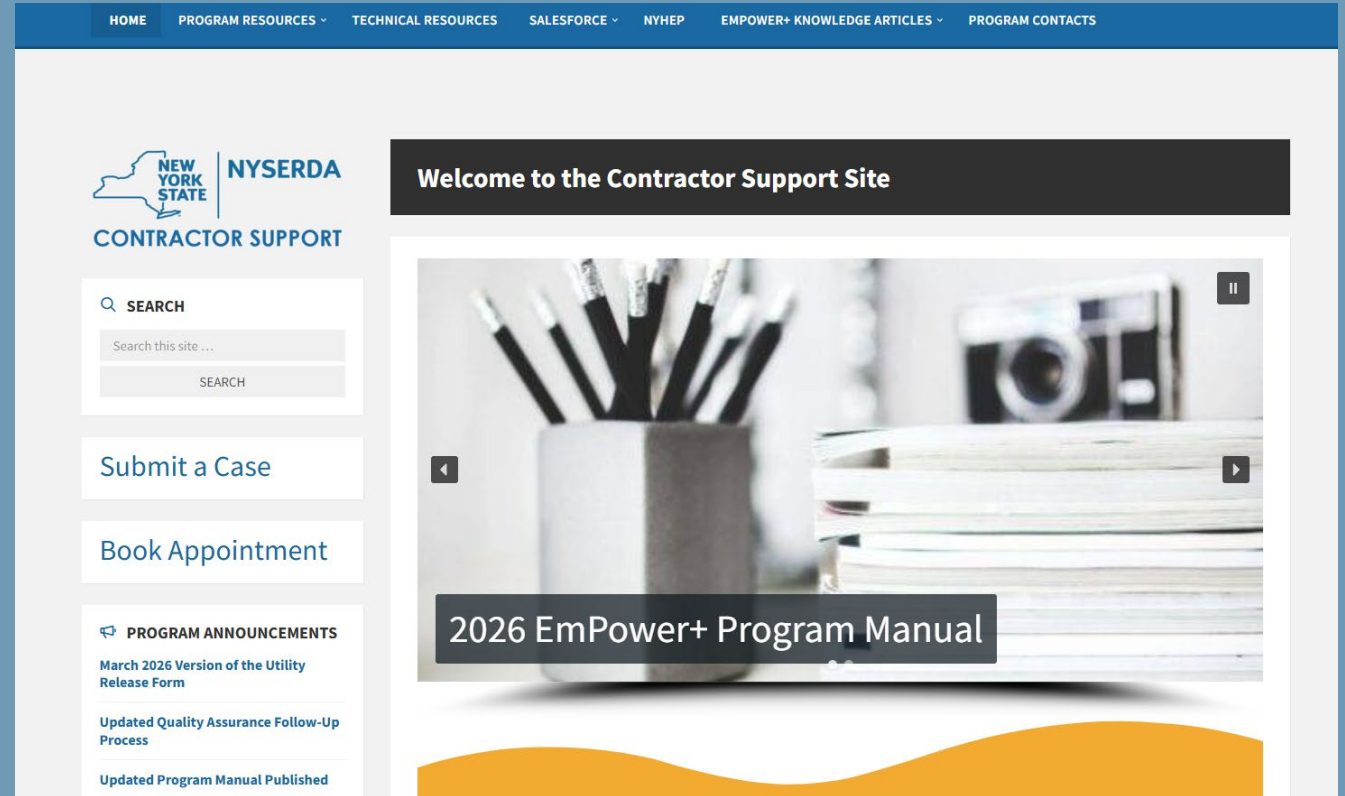 HOME PROGRAM RESOURCES TECHNICAL RESOURCES SALESFORCE NYHEP EMPOWER+ KNOWLEDGE ARTICLES PROGRAM CONTACTS
NEW
YORK
STATE
NYSERDA
CONTRACTOR SUPPORT
SEARCH
Search this site ...
SEARCH
Submit a Case
Book Appointment
PROGRAM ANNOUNCEMENTS
March 2026 Version of the Utility
Release Form
Updated Quality Assurance Follow-Up
Process
Updated Program Manual Published
Welcome to the Contractor Support Site
2026 EmPower+ Program Manual